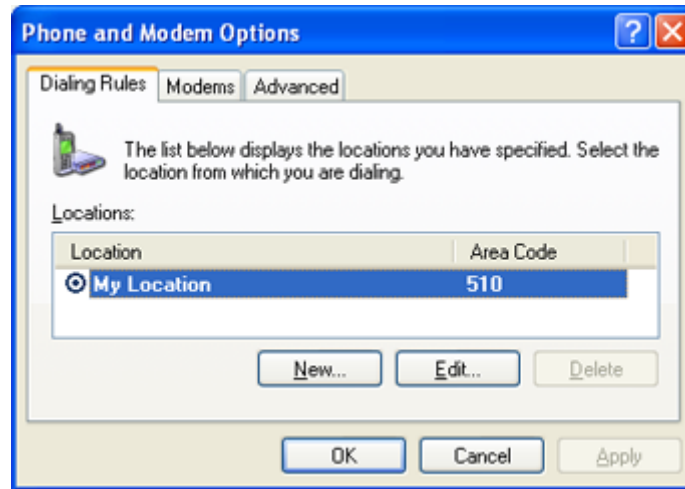 Phone and Modem Options
Dialing Rules Modems Advanced
The list below displays the locations you have specified. Select the
location from which you are dialing.
Locations:
Location Area Code
My Location 510
New... Edit... Delete
OK Cancel Apply